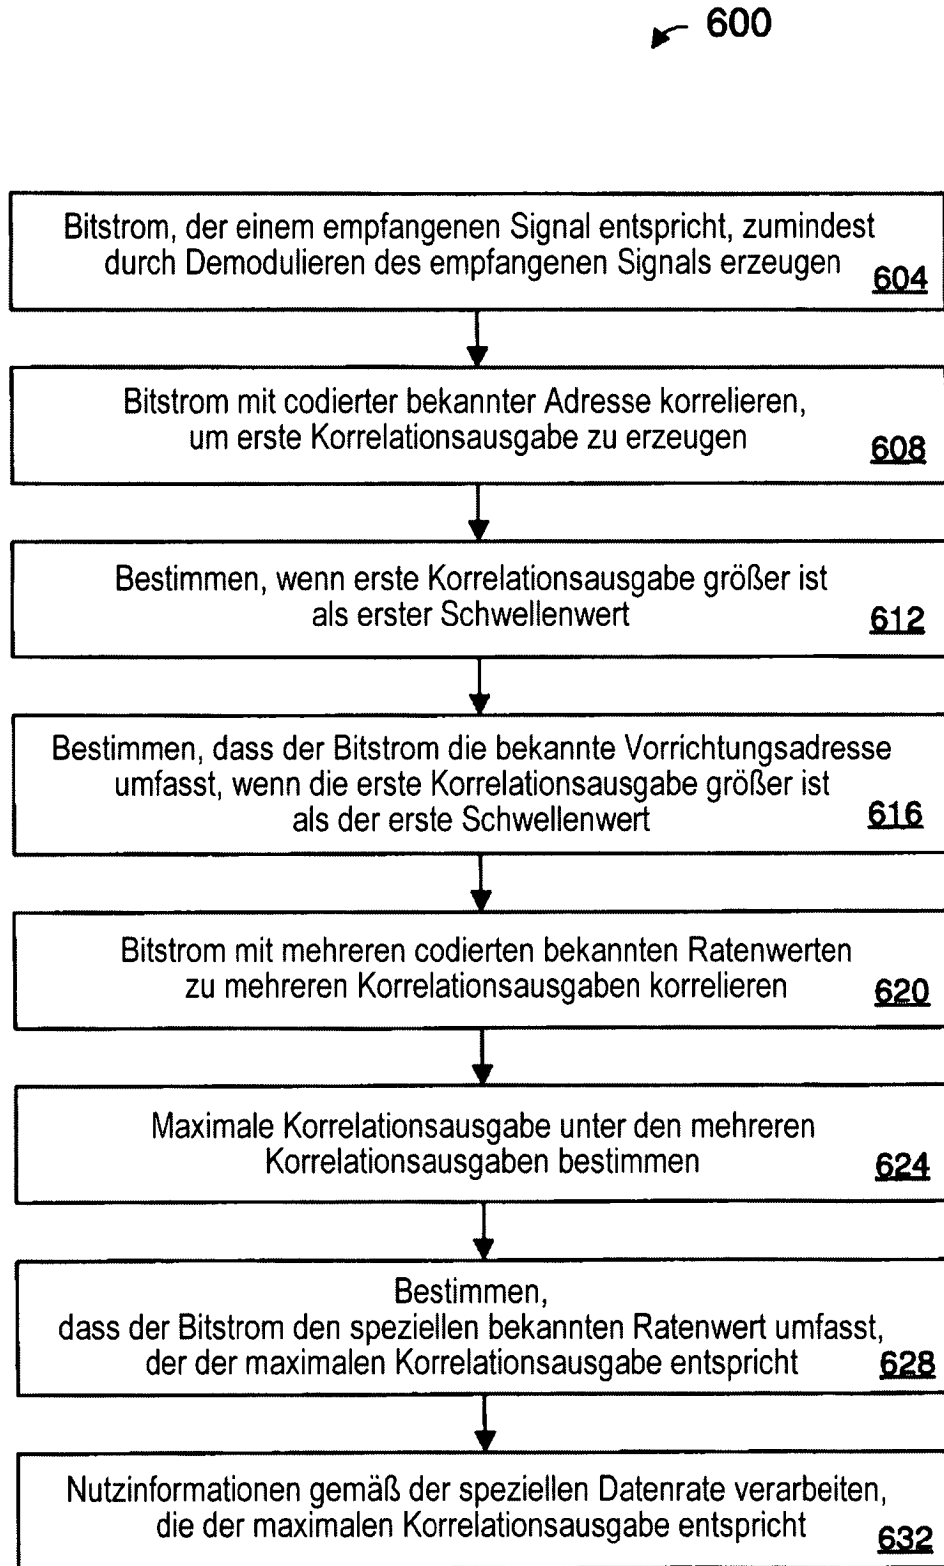 600
Bitstrom, der einem empfangenen Signal entspricht, zumindest
durch Demodulieren des empfangenen Signals erzeugen
604
Bitstrom mit codierter bekannter Adresse korrelieren,
um erste Korrelationsausgabe zu erzeugen
608
Bestimmen, wenn erste Korrelationsausgabe größer ist
als erster Schwellenwert
612
Bestimmen, dass der Bitstrom die bekannte Vorrichtungsadresse
umfasst, wenn die erste Korrelationsausgabe größer ist
als der erste Schwellenwert
616
Bitstrom mit mehreren codierten bekannten Ratenwerten
zu mehreren Korrelationsausgaben korrelieren
620
Maximale Korrelationsausgabe unter den mehreren
Korrelationsausgaben bestimmen
624
Bestimmen,
dass der Bitstrom den speziellen bekannten Ratenwert umfasst,
der der maximalen Korrelationsausgabe entspricht
628
Nutzinformationen gemäß der speziellen Datenrate verarbeiten,
die der maximalen Korrelationsausgabe entspricht
632